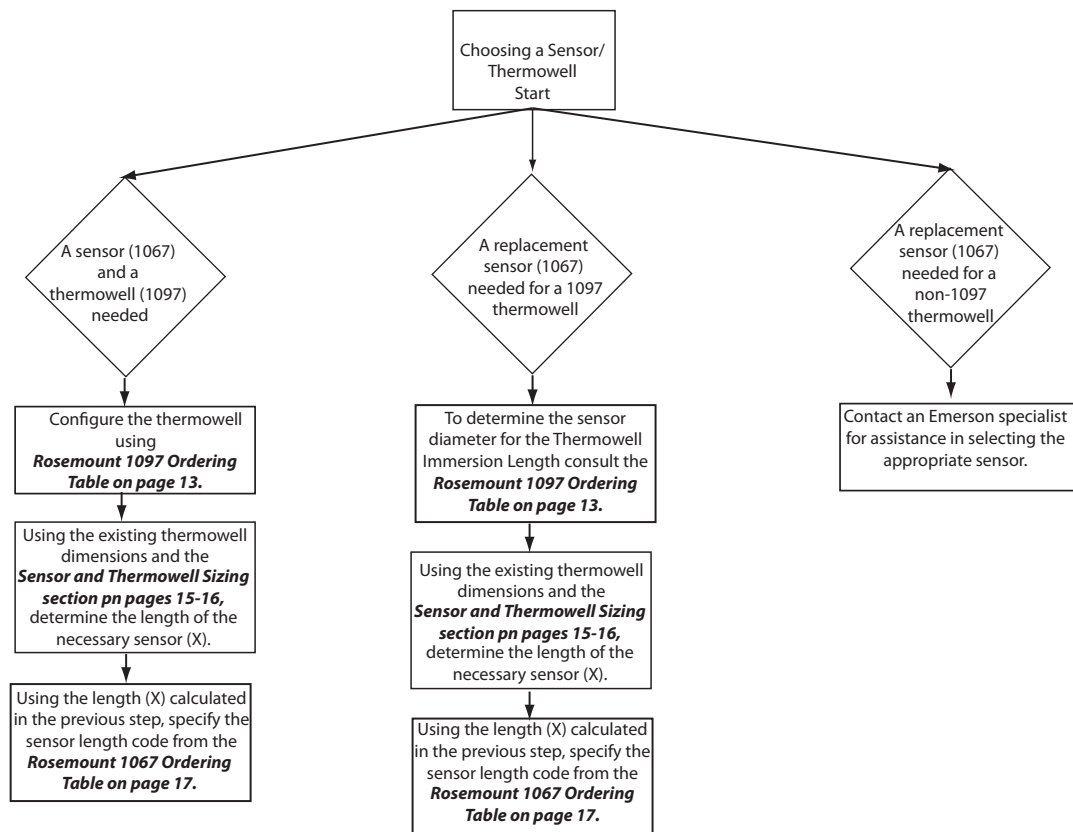 Choosing a Sensor/
Thermowell
Start
A sensor (1067)
and a
thermowell (1097)
needed
A replacement
sensor (1067)
needed for a 1097
thermowell
A replacement
sensor (1067)
needed for a
non-1097
thermowell
Configure the thermowell
using
Rosemount 1097 Ordering
Table on page 13.
Using the existing thermowell
dimensions and the
Sensor and Thermowell Sizing
section pn pages 15-16,
determine the length of the
necessary sensor (X).
Using the length (X) calculated
in the previous step, specify the
sensor length code from the
Rosemount 1067 Ordering
Table on page 17.
To determine the sensor
diameter for the Thermowell
Immersion Length consult the
Rosemount 1097 Ordering
Table on page 13.
Using the existing thermowell
dimensions and the
Sensor and Thermowell Sizing
section pn pages 15-16,
determine the length of the
necessary sensor (X).
Using the length (X) calculated
in the previous step, specify the
sensor length code from the
Rosemount 1067 Ordering
Table on page 17.
Contact an Emerson specialist
for assistance in selecting the
appropriate sensor.